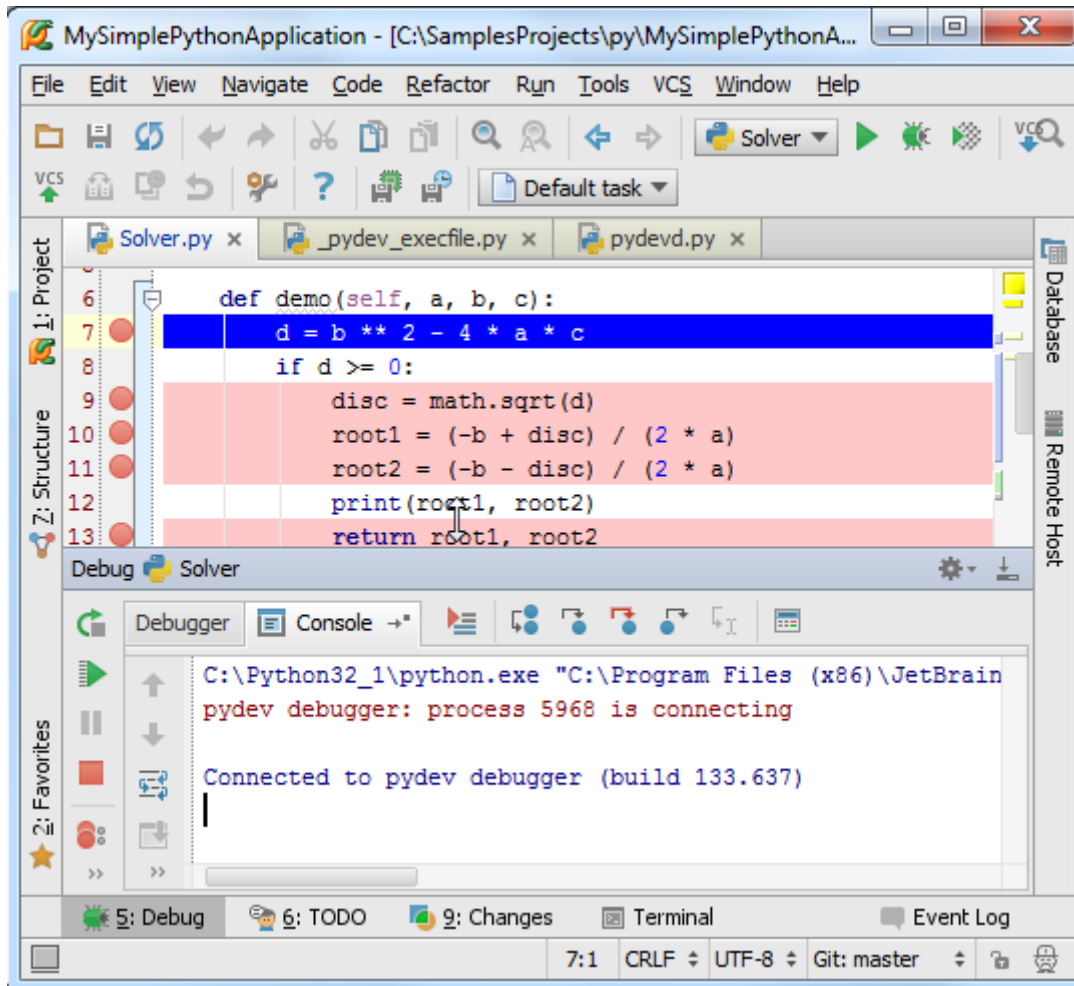 MySimplePythonApplication - [C:\SamplesProjects\py\MySimplePythonA...
File Edit View Navigate Code Refactor Run Tools VCS Window Help
Solver
VCS
VCS
?
Default task
Solver.py × _pydev_execfile.py × pydevd.py ×
1: Project
7: Structure
2: Favorites
Database
Remote Host
6 def demo(self, a, b, c):
7 d = b ** 2 - 4 * a * c
8 if d >= 0:
9 disc = math.sqrt(d)
10 root1 = (-b + disc) / (2 * a)
11 root2 = (-b - disc) / (2 * a)
12 print(root1, root2)
13 return root1, root2
Debug Solver
Debugger Console
C:\Python32_1\python.exe "C:\Program Files (x86)\JetBrain
pydev debugger: process 5968 is connecting
Connected to pydev debugger (build 133.637)
5: Debug 6: TODO 9: Changes Terminal Event Log
7:1 CRLF UTF-8 Git: master